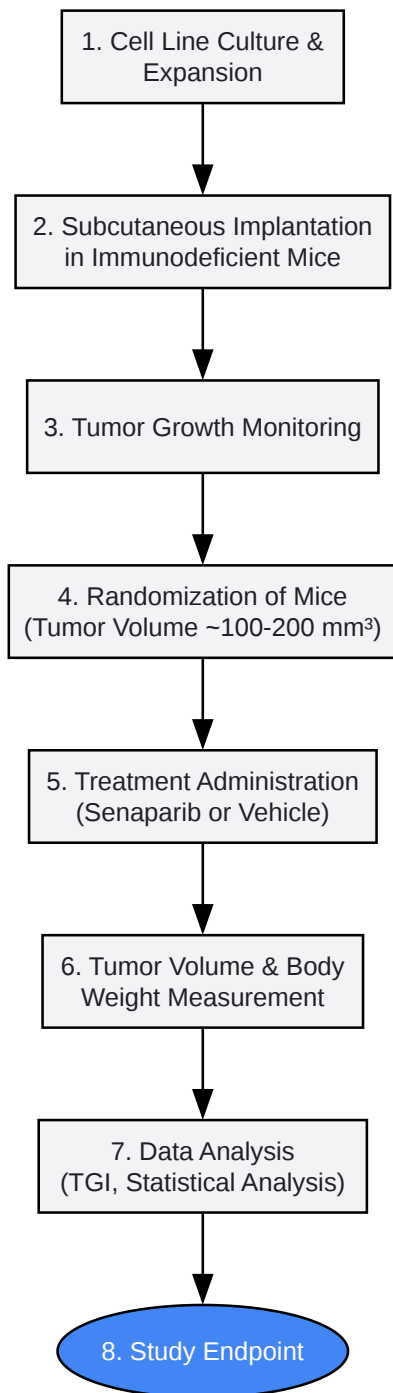 1. Cell Line Culture &
Expansion
2. Subcutaneous Implantation
in Immunodeficient Mice
3. Tumor Growth Monitoring
4. Randomization of Mice
(Tumor Volume ~100-200 mm³)
5. Treatment Administration
(Senaparib or Vehicle)
6. Tumor Volume & Body
Weight Measurement
7. Data Analysis
(TGI, Statistical Analysis)
8. Study Endpoint